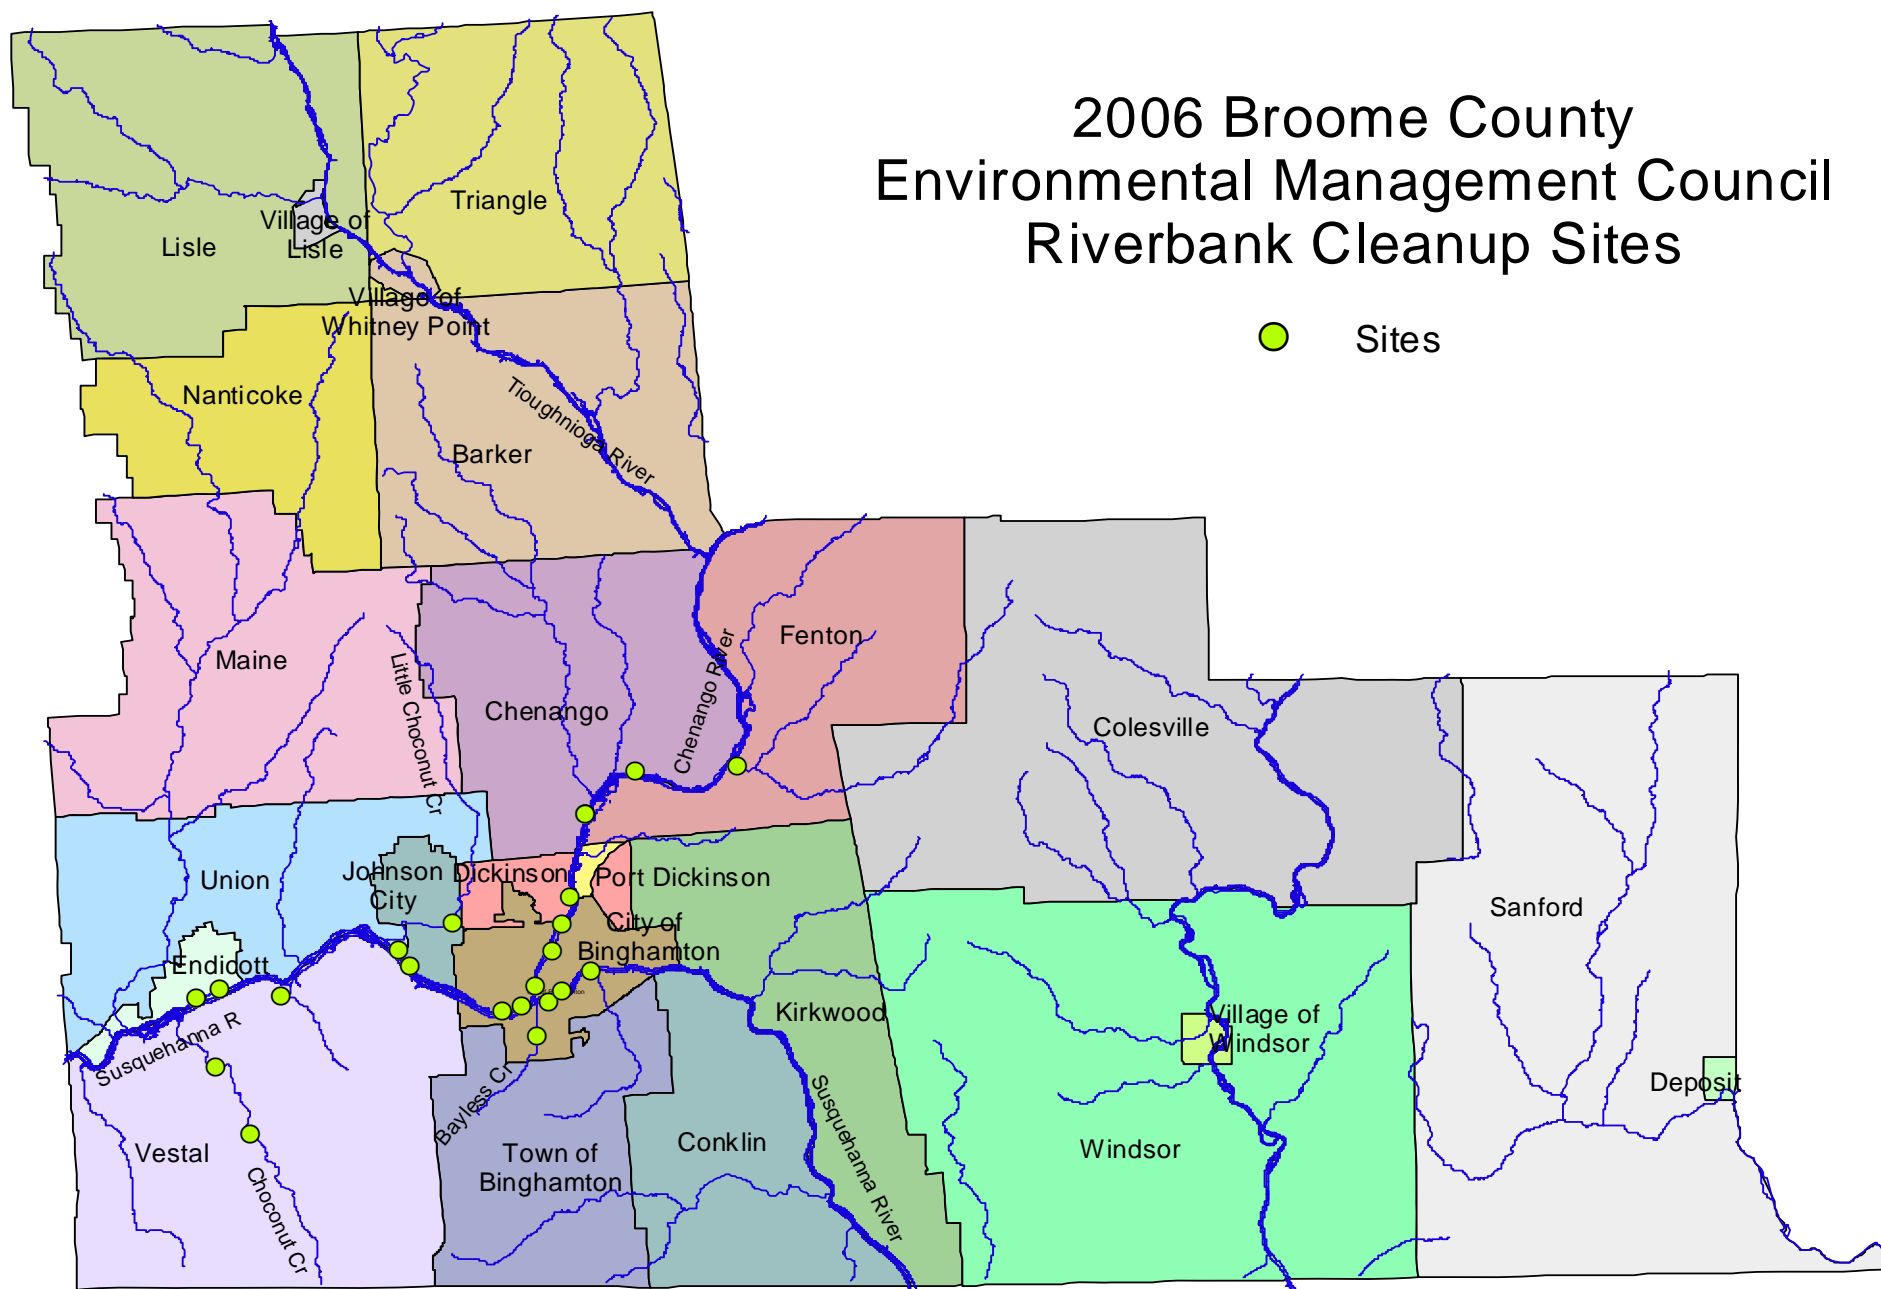 2006 Broome County
Environmental Management Council
Riverbank Cleanup Sites
Sites
Triangle
Village of
Lisle
Lisle
Village of
Whitney Point
Nanticoke
Tioughnioga River
Barker
Fenton
Maine
Little Choconut Cr
Chenango
Chenango River
Colesville
Union
Johnson
City
Dickinson
Port Dickinson
City of
Binghamton
Sanford
Endicott
Kirkwood
Village of
Windsor
Susquehanna R
Bayless Cr
Susquehanna River
Deposit
Vestal
Choconut Cr
Town of
Binghamton
Conklin
Windsor